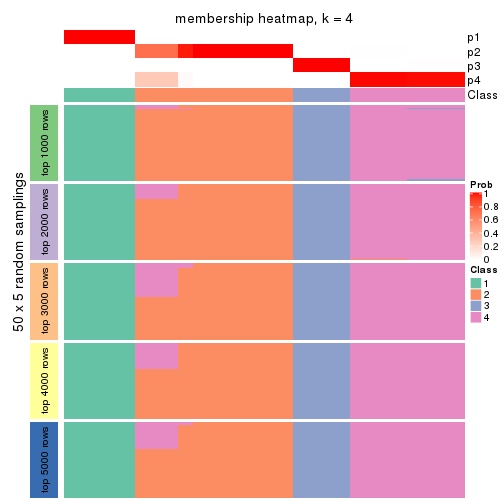 membership heatmap, k = 4
p1
p2
p3
p4
Class
50 x 5 random samplings
top 1000 rows
top 2000 rows
top 3000 rows
top 4000 rows
top 5000 rows
Prob
1
0.8
0.6
0.4
0.2
0
Class
1
2
3
4